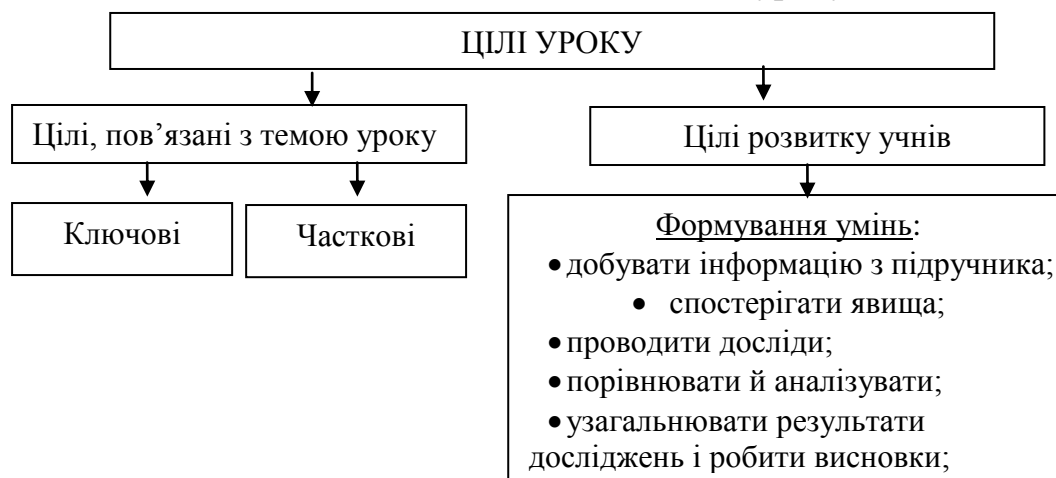 ЦІЛІ УРОКУ
Цілі, пов’язані з темою уроку
Цілі розвитку учнів
Ключові
Часткові
Формування умінь:
• добувати інформацію з підручника;
• спостерігати явища;
• проводити досліди;
• порівнювати й аналізувати;
• узагальнювати результати
досліджень і робити висновки;